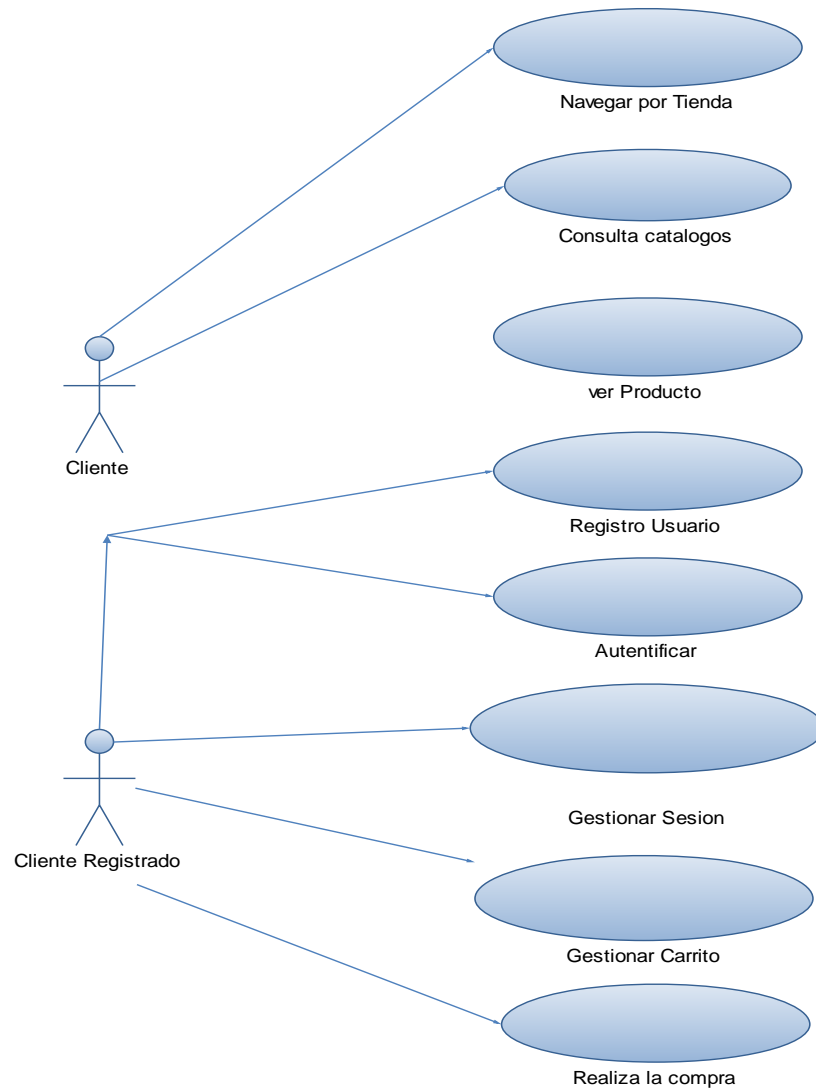 Navegar por Tienda
Consulta catalogos
ver Producto
Cliente
Registro Usuario
Autentificar
Gestionar Sesion
Cliente Registrado
Gestionar Carrito
Realiza la compra